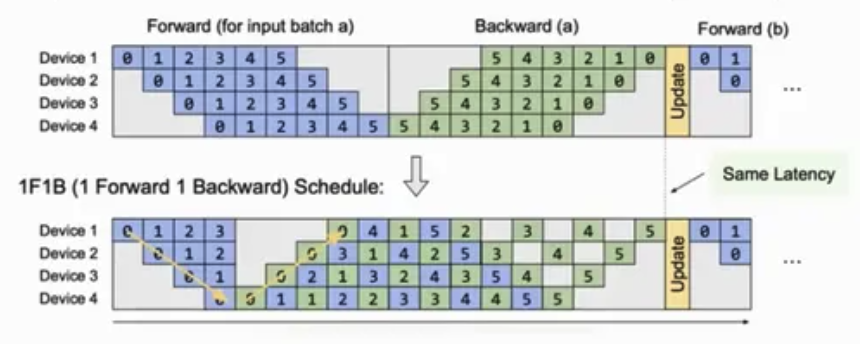 Forward (for input batch a) Backward (a) Forward (b)
Device 1 0 1 2 3 4 5 5 4 3 2 1 0 0 1
Device 2 0 1 2 3 4 5 5 4 3 2 1 0 0
Device 3 0 1 2 3 4 5 5 4 3 2 1 0 ...
Device 4 0 1 2 3 4 5 5 4 3 2 1 0
Update
1F1B (1 Forward 1 Backward) Schedule:
Same Latency
Device 1 0 1 2 3 0 4 1 5 2 3 4 5 0 1
Device 2 0 1 2 0 3 1 4 2 5 3 4 5 0
Device 3 0 1 0 2 1 3 2 4 3 5 4 5 ...
Device 4 0 0 1 1 2 2 3 3 4 4 5 5
Update